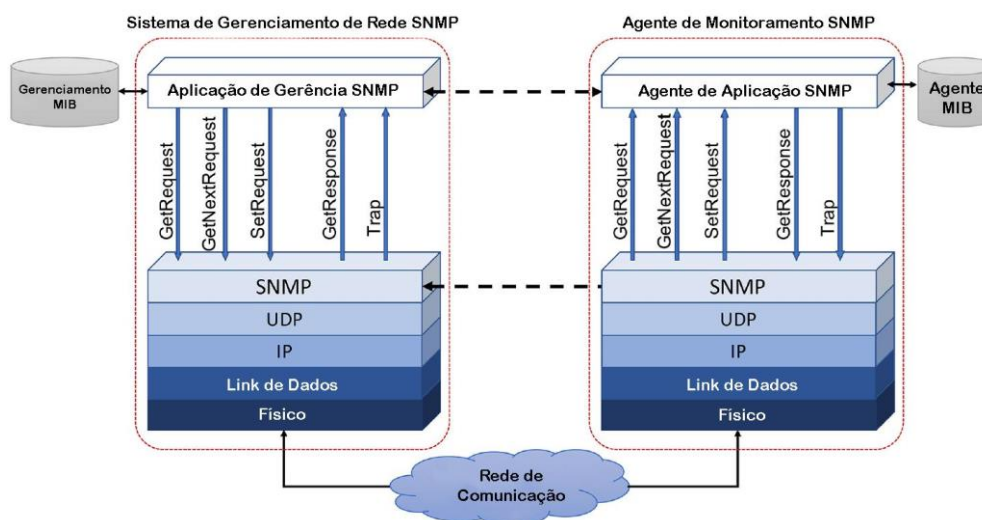 Sistema de Gerenciamento de Rede SNMP
Agente de Monitoramento SNMP
Gerenciamento
MIB
Aplicação de Gerência SNMP
Agente de Aplicação SNMP
Agente
MIB
GetRequest
GetNextRequest
SetRequest
GetResponse
Trap
GetRequest
GetNextRequest
SetRequest
GetResponse
Trap
SNMP
UDP
IP
Link de Dados
Físico
SNMP
UDP
IP
Link de Dados
Físico
Rede de
Comunicação